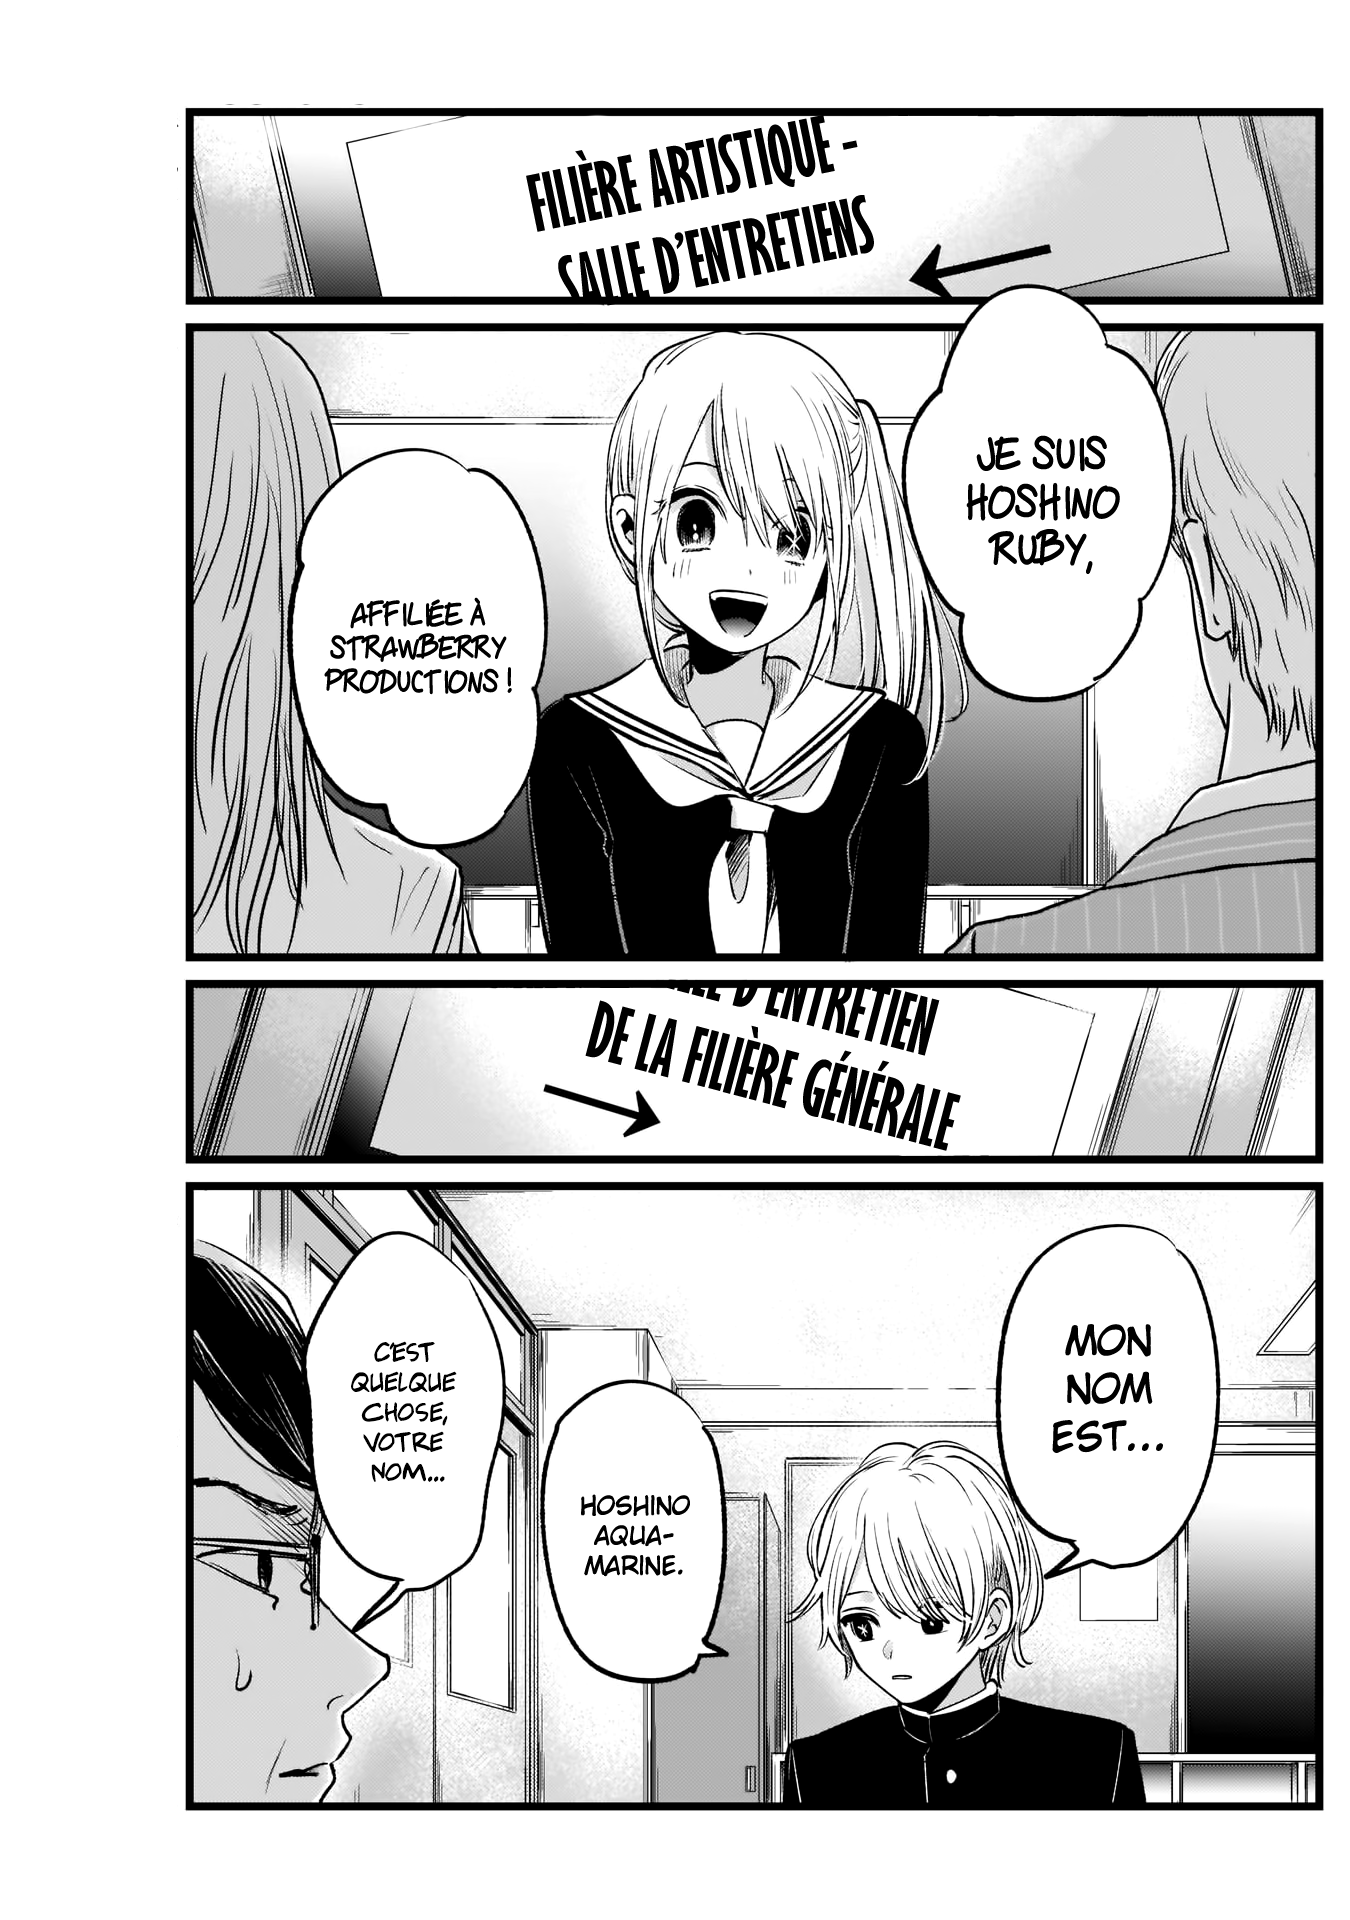 FILIÈRE ARTISTIQUE -
SALLE D'ENTRETIENS
JE SUIS
HOSHINO
RUBY,
AFFILIÉE À
STRAWBERRY
PRODUCTIONS !
D'ENTRETIEN
DE LA FILIÈRE GÉNÉRALE
MON
NOM
EST...
HOSHINO
AQUA-
MARINE.
C'EST
QUELQUE
CHOSE,
VOTRE
NOM...